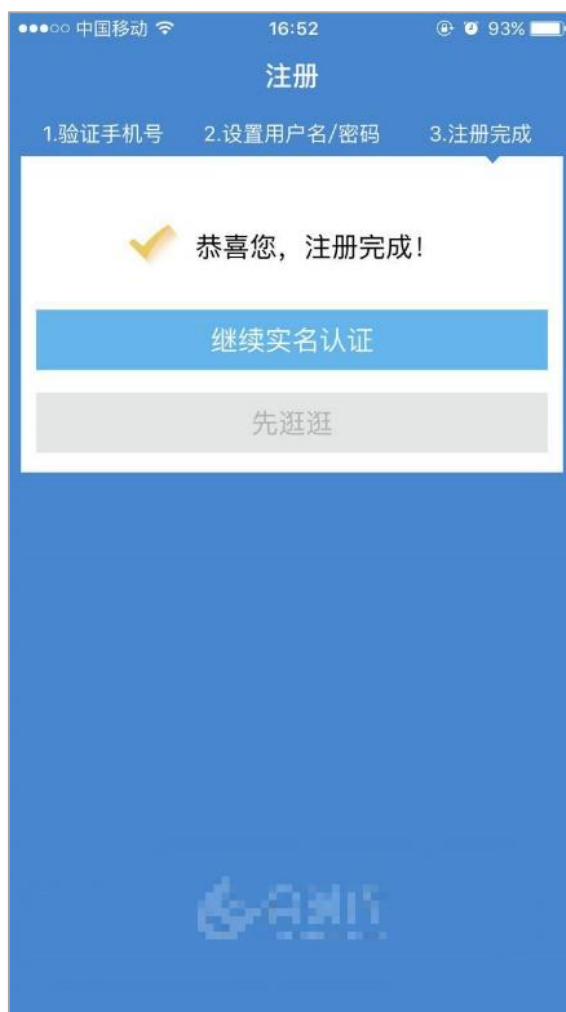 中国移动 16:52 93%
注册
1.验证手机号 2.设置用户名/密码 3.注册完成
恭喜您，注册完成！
继续实名认证
先逛逛